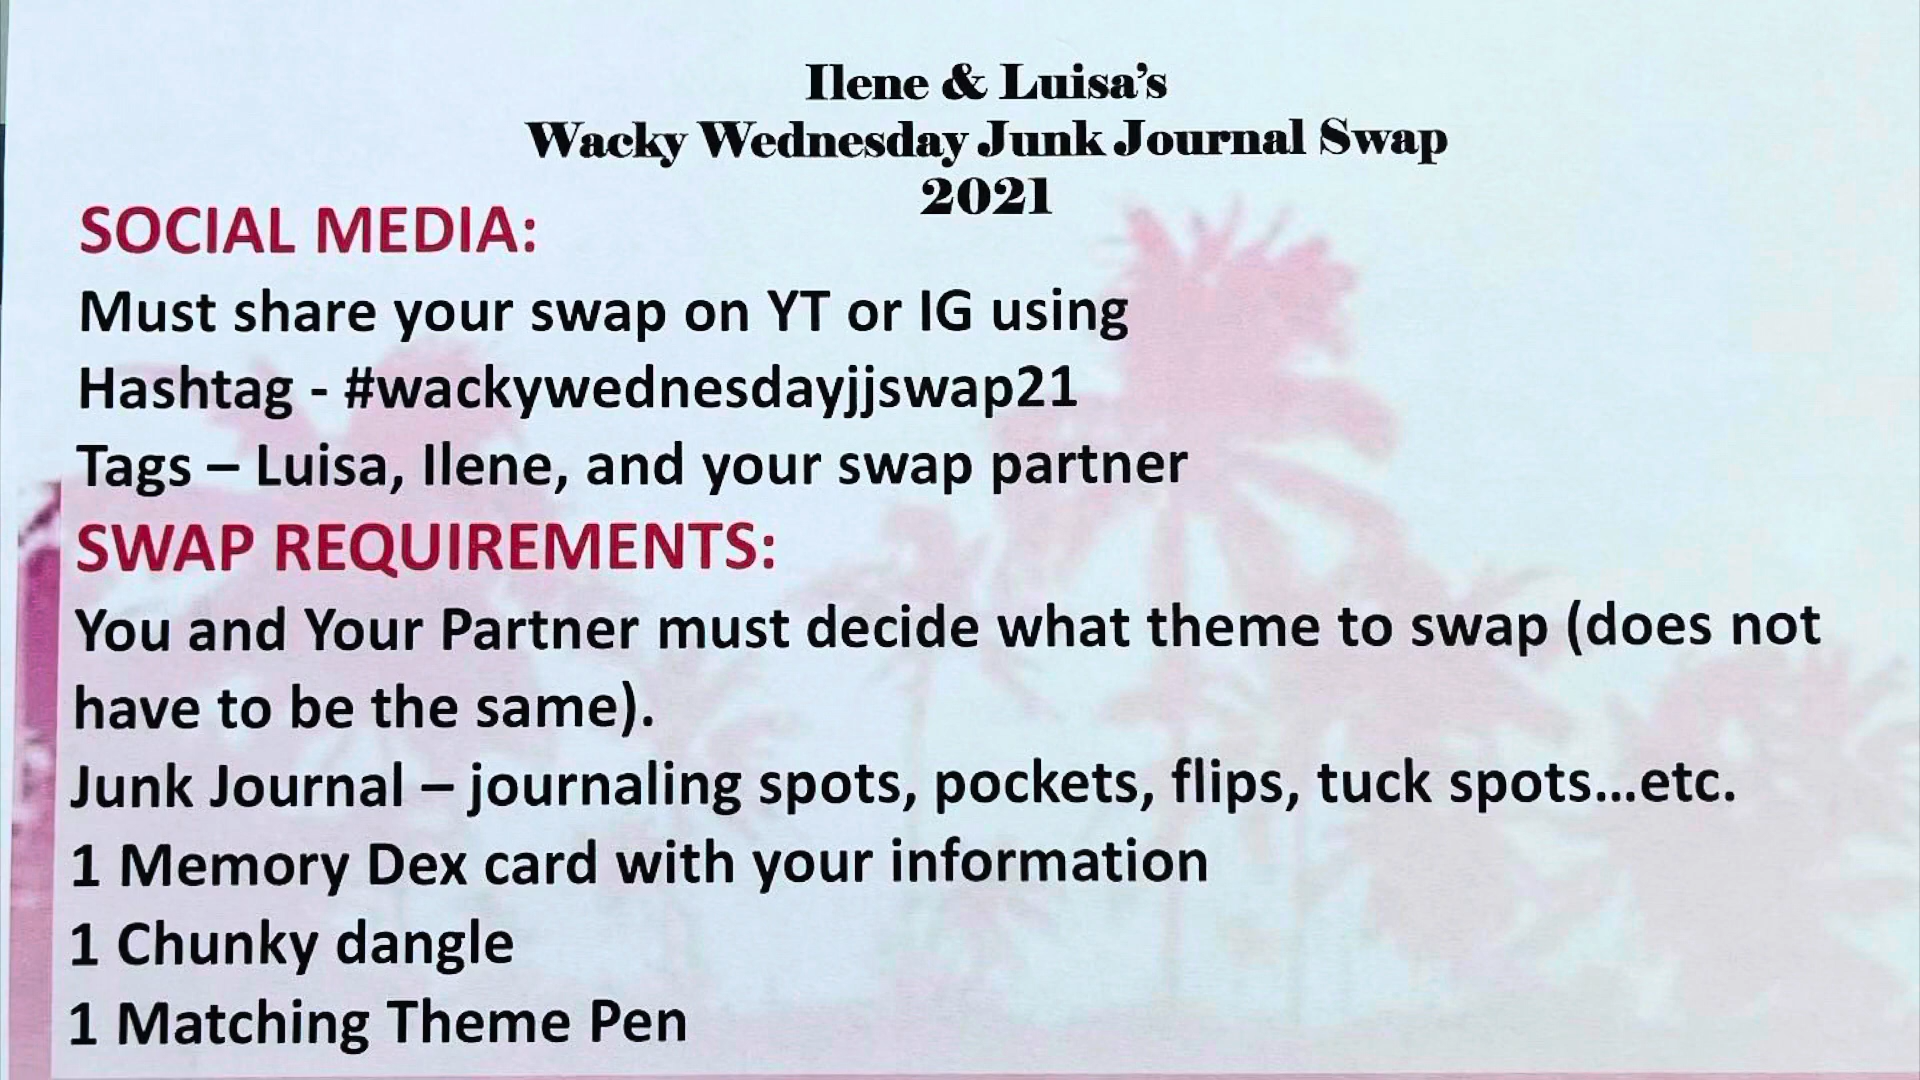 Ilene & Luisa’s
Wacky Wednesday Junk Journal Swap
2021
SOCIAL MEDIA:
Must share your swap on YT or IG using
Hashtag - #wackywednesdayjjswap21
Tags – Luisa, Ilene, and your swap partner
SWAP REQUIREMENTS:
You and Your Partner must decide what theme to swap (does not
have to be the same).
Junk Journal – journaling spots, pockets, flips, tuck spots...etc.
1 Memory Dex card with your information
1 Chunky dangle
1 Matching Theme Pen